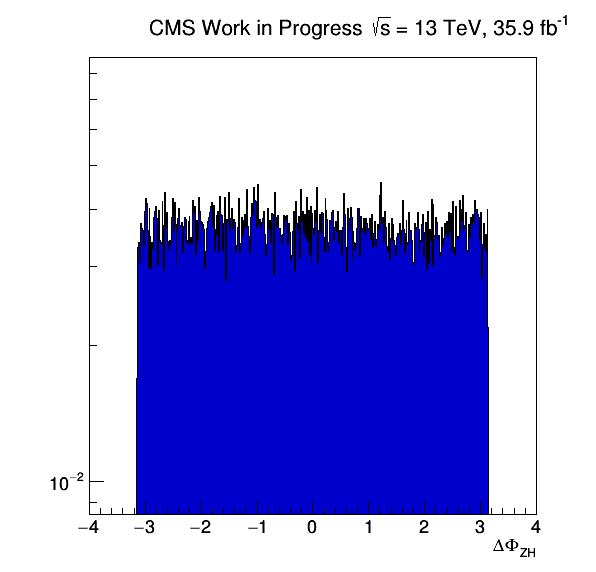 CMS Work in Progress √s = 13 TeV, 35.9 fb⁻¹
10⁻²
−4 −3 −2 −1 0 1 2 3 4
ΔΦ_ZH